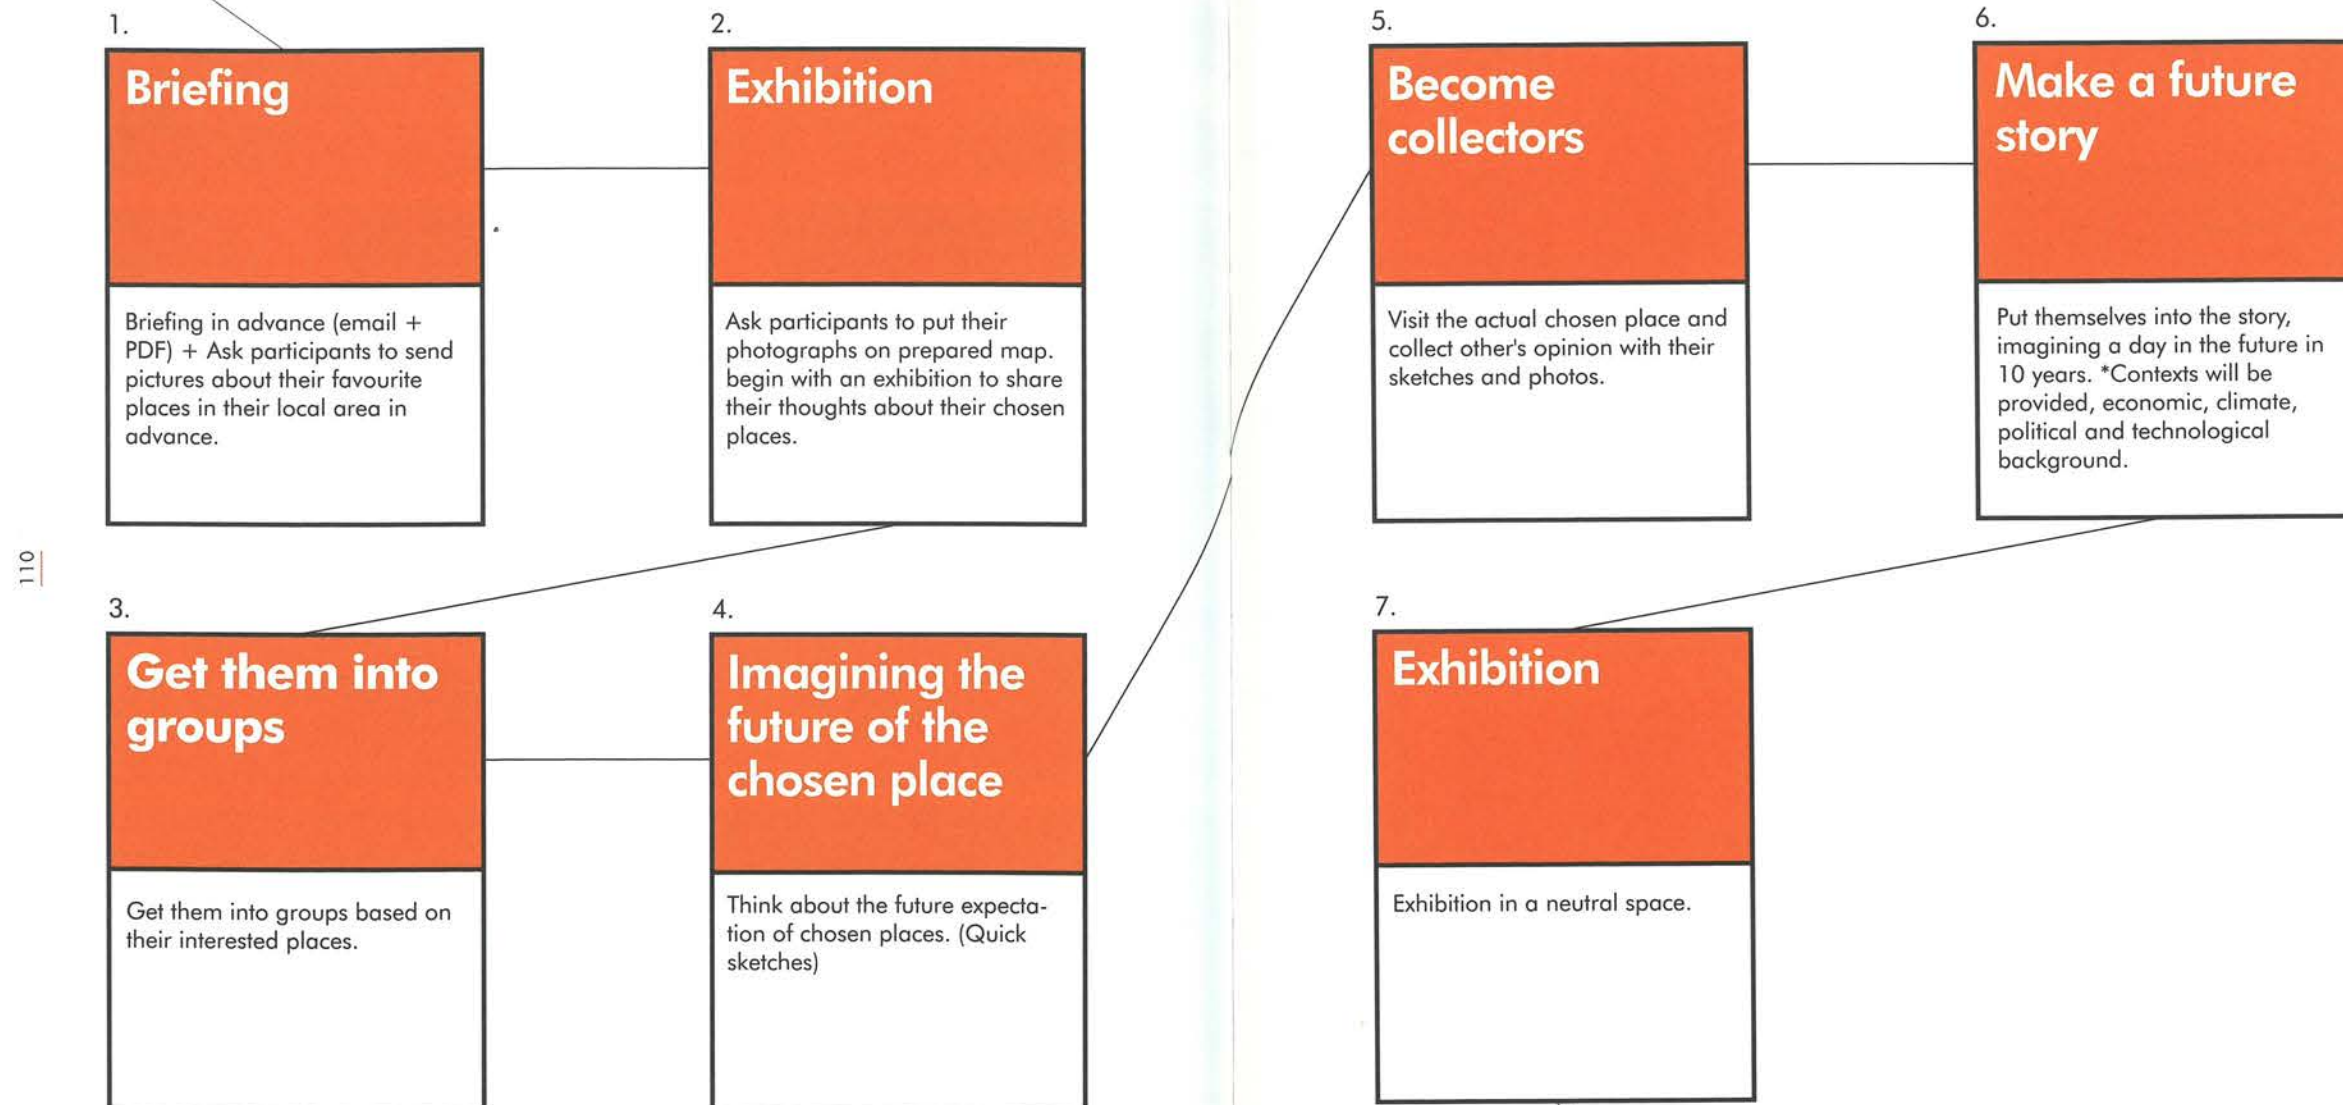 1.
Briefing
Briefing in advance (email +
PDF) + Ask participants to send
pictures about their favourite
places in their local area in
advance.
2.
Exhibition
Ask participants to put their
photographs on prepared map.
begin with an exhibition to share
their thoughts about their chosen
places.
3.
Get them into
groups
Get them into groups based on
their interested places.
4.
Imagining the
future of the
chosen place
Think about the future expecta-
tion of chosen places. (Quick
sketches)
5.
Become
collectors
Visit the actual chosen place and
collect other's opinion with their
sketches and photos.
6.
Make a future
story
Put themselves into the story,
imagining a day in the future in
10 years. *Contexts will be
provided, economic, climate,
political and technological
background.
7.
Exhibition
Exhibition in a neutral space.
110